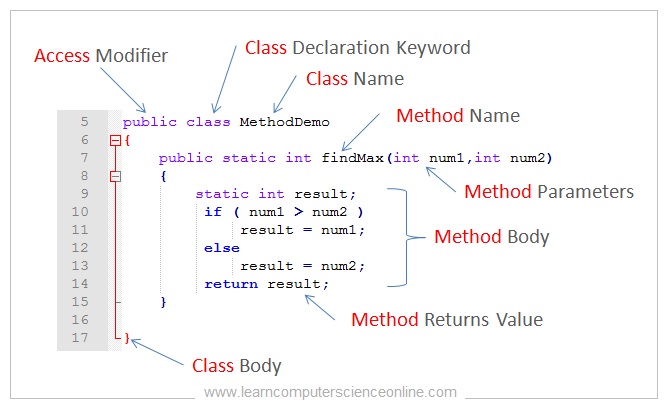 Access Modifier
Class Declaration Keyword
Class Name
5 public class MethodDemo
Method Name
6 {
7 public static int findMax(int num1,int num2)
8 {
Method Parameters
9 static int result;
10 if ( num1 > num2 )
11 result = num1;
Method Body
12 else
13 result = num2;
14 return result;
15 }
Method Returns Value
16
17 }
Class Body
www.learncomputerscienceonline.com